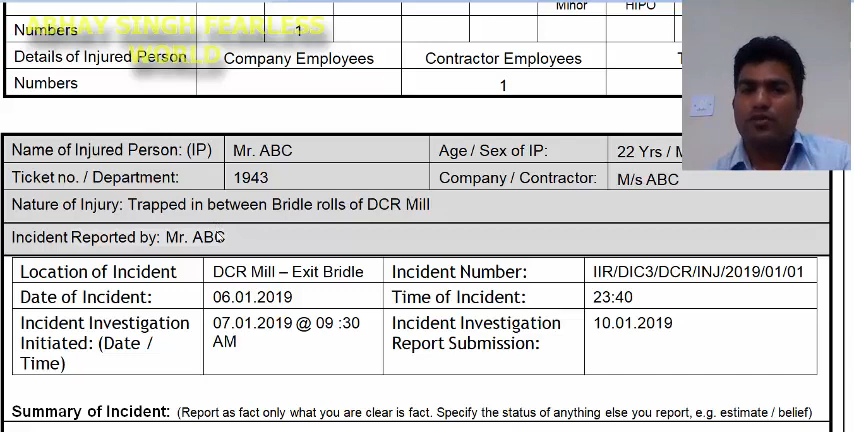 Minor HIPO
Numbers 1
ABHAY SINGH FEARLESS
WORLD
Details of Injured Person Company Employees Contractor Employees
Numbers 1
Name of Injured Person: (IP) Mr. ABC Age / Sex of IP: 22 Yrs /
Ticket no. / Department: 1943 Company / Contractor: M/s ABC
Nature of Injury: Trapped in between Bridle rolls of DCR Mill
Incident Reported by: Mr. ABC
Location of Incident DCR Mill – Exit Bridle Incident Number: IIR/DIC3/DCR/INJ/2019/01/01
Date of Incident: 06.01.2019 Time of Incident: 23:40
Incident Investigation 07.01.2019 @ 09 :30 Incident Investigation 10.01.2019
Initiated: (Date / AM Report Submission:
Time)
Summary of Incident: (Report as fact only what you are clear is fact. Specify the status of anything else you report, e.g. estimate / belief)